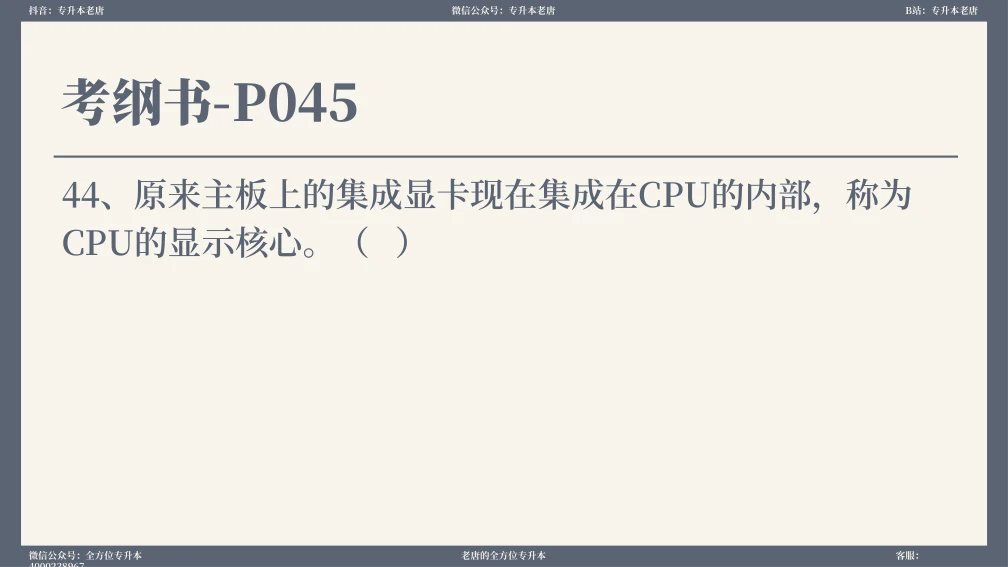 抖音：专升本老唐
微信公众号：专升本老唐
B站：专升本老唐
考纲书-P045
44、原来主板上的集成显卡现在集成在CPU的内部，称为
CPU的显示核心。（ ）
微信公众号：全方位专升本
老唐的全方位专升本
客服：
4000238967